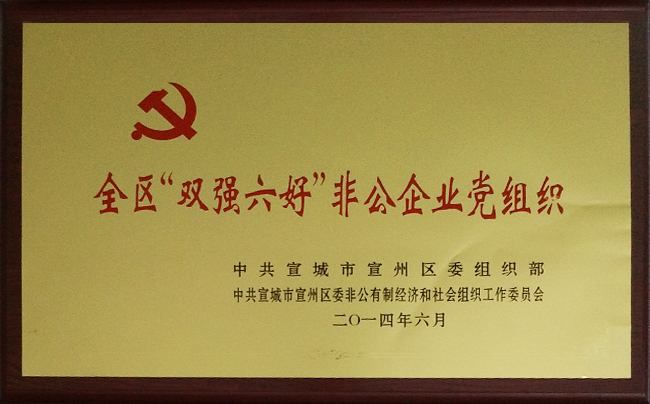 全区“双强六好”非公企业党组织
中共宣城市宣州区委组织部
中共宣城市宣州区委非公有制经济和社会组织工作委员会
二〇一四年六月